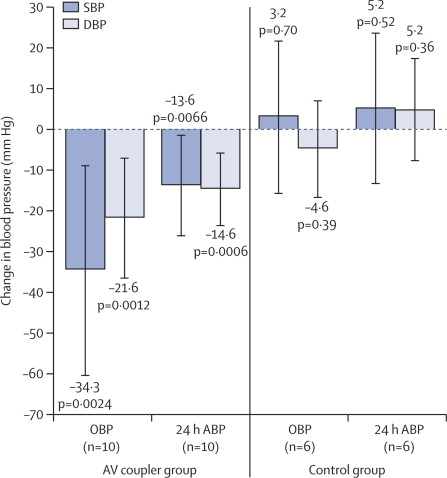 SBP
DBP
30
20
10
0
−10
−20
−30
−40
−50
−60
−70
Change in blood pressure (mm Hg)
−34·3
p=0·0024
−21·6
p=0·0012
−13·6
p=0·0066
−14·6
p=0·0006
3·2
p=0·70
−4·6
p=0·39
5·2
p=0·52
5·2
p=0·36
OBP
(n=10)
24 h ABP
(n=10)
OBP
(n=6)
24 h ABP
(n=6)
AV coupler group
Control group